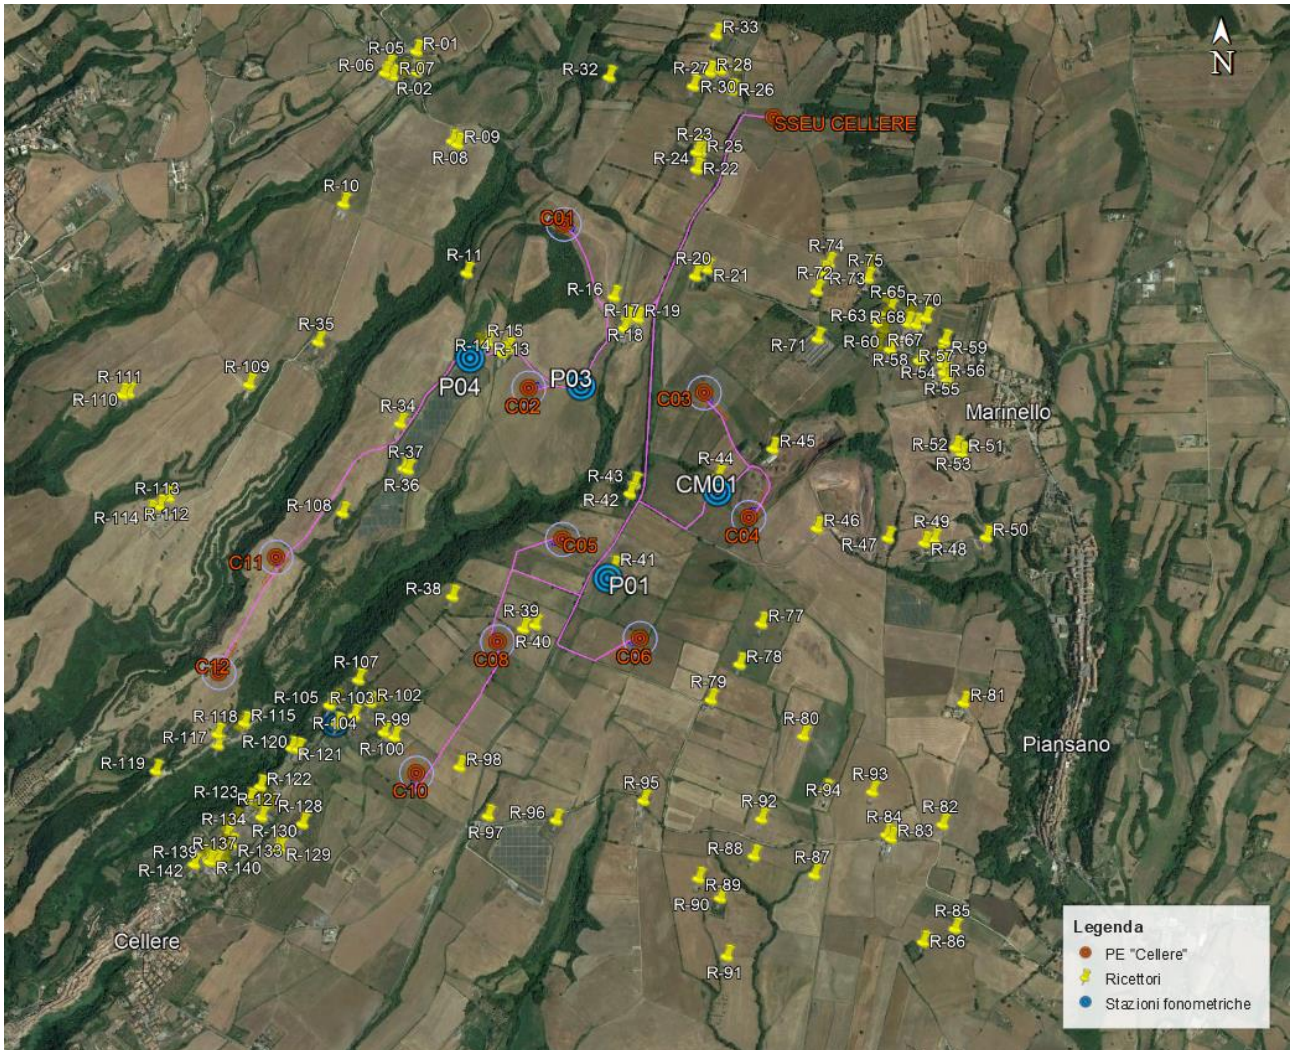 R-33
R-01
R-05
R-06
R-07
R-02
R-32
R-27
R-28
R-30
R-26
N
SSEU CELLERE
R-09
R-08
R-23
R-25
R-24
R-22
R-10
C01
R-11
R-20
R-21
R-74
R-72
R-73
R-75
R-16
R-17
R-19
R-18
R-65
R-70
R-63
R-68
R-60
R-67
R-59
R-58
R-57
R-54
R-56
R-55
R-71
R-35
R-15
R-14
R-13
P04
P03
C02
C03
Marinello
R-109
R-111
R-110
R-34
R-37
R-36
R-45
R-44
R-52
R-51
R-53
R-43
R-42
CM01
C04
R-113
R-114
R-112
R-108
R-46
R-47
R-49
R-48
R-50
C11
C05
R-41
P01
R-38
R-39
R-40
C08
C06
R-77
R-78
R-79
R-80
R-81
C12
R-107
R-105
R-103
R-102
R-104
R-99
R-100
R-118
R-115
R-117
R-120
R-121
R-119
C10
R-98
Piansano
R-122
R-123
R-127
R-128
R-134
R-130
R-137
R-133
R-129
R-139
R-142
R-140
R-97
R-96
R-95
R-92
R-94
R-93
R-84
R-83
R-82
R-88
R-87
R-89
R-90
R-91
R-85
R-86
Cellere
Legenda
PE "Cellere"
Ricettori
Stazioni fonometriche